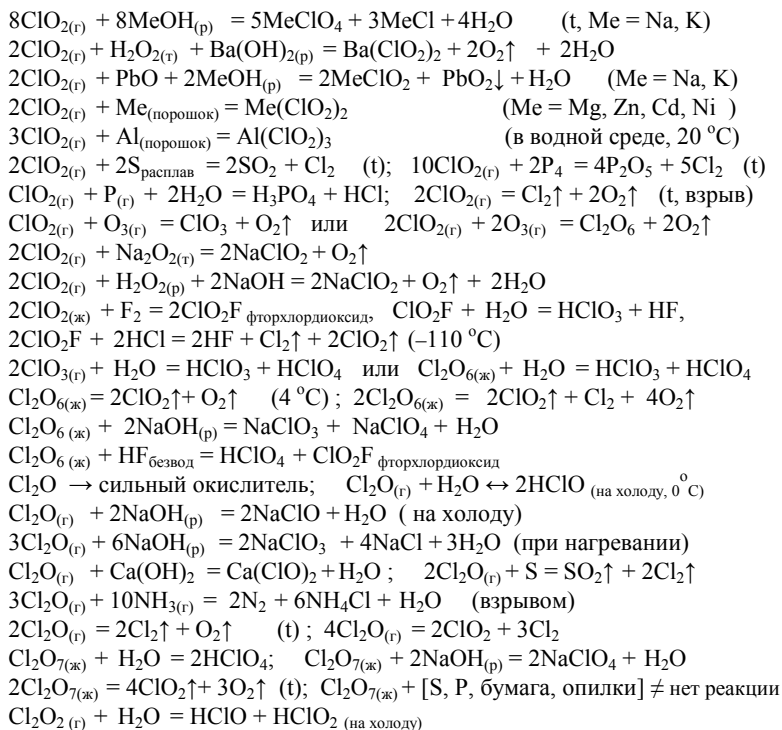 8ClO₂₍г₎ + 8MeOH₍р₎ = 5MeClO₄ + 3MeCl + 4H₂O (t, Me = Na, K)
2ClO₂₍г₎ + H₂O₂₍т₎ + Ba(OH)₂₍р₎ = Ba(ClO₂)₂ + 2O₂↑ + 2H₂O
2ClO₂₍г₎ + PbO + 2MeOH₍р₎ = 2MeClO₂ + PbO₂↓ + H₂O (Me = Na, K)
2ClO₂₍г₎ + Me₍порошок₎ = Me(ClO₂)₂ (Me = Mg, Zn, Cd, Ni )
3ClO₂₍г₎ + Al₍порошок₎ = Al(ClO₂)₃ (в водной среде, 20 °C)
2ClO₂₍г₎ + 2Sрасплав = 2SO₂ + Cl₂ (t); 10ClO₂₍г₎ + 2P₄ = 4P₂O₅ + 5Cl₂ (t)
ClO₂₍г₎ + P₍г₎ + 2H₂O = H₃PO₄ + HCl; 2ClO₂₍г₎ = Cl₂↑ + 2O₂↑ (t, взрыв)
ClO₂₍г₎ + O₃₍г₎ = ClO₃ + O₂↑ или 2ClO₂₍г₎ + 2O₃₍г₎ = Cl₂O₆ + 2O₂↑
2ClO₂₍г₎ + Na₂O₂₍т₎ = 2NaClO₂ + O₂↑
2ClO₂₍г₎ + H₂O₂₍р₎ + 2NaOH = 2NaClO₂ + O₂↑ + 2H₂O
2ClO₂₍ж₎ + F₂ = 2ClO₂F фторхлордиоксид, ClO₂F + H₂O = HClO₃ + HF,
2ClO₂F + 2HCl = 2HF + Cl₂↑ + 2ClO₂↑ (–110 °C)
2ClO₃₍г₎ + H₂O = HClO₃ + HClO₄ или Cl₂O₆₍ж₎ + H₂O = HClO₃ + HClO₄
Cl₂O₆₍ж₎ = 2ClO₂↑ + O₂↑ (4 °C) ; 2Cl₂O₆₍ж₎ = 2ClO₂↑ + Cl₂ + 4O₂↑
Cl₂O₆ ₍ж₎ + 2NaOH₍р₎ = NaClO₃ + NaClO₄ + H₂O
Cl₂O₆ ₍ж₎ + HFбезвод = HClO₄ + ClO₂F фторхлордиоксид
Cl₂O → сильный окислитель; Cl₂O₍г₎ + H₂O ↔ 2HClO (на холоду, 0 °C)
Cl₂O₍г₎ + 2NaOH₍р₎ = 2NaClO + H₂O ( на холоду)
3Cl₂O₍г₎ + 6NaOH₍р₎ = 2NaClO₃ + 4NaCl + 3H₂O (при нагревании)
Cl₂O₍г₎ + Ca(OH)₂ = Ca(ClO)₂ + H₂O ; 2Cl₂O₍г₎ + S = SO₂↑ + 2Cl₂↑
3Cl₂O₍г₎ + 10NH₃₍г₎ = 2N₂ + 6NH₄Cl + H₂O (взрывом)
2Cl₂O₍г₎ = 2Cl₂↑ + O₂↑ (t) ; 4Cl₂O₍г₎ = 2ClO₂ + 3Cl₂
Cl₂O₇₍ж₎ + H₂O = 2HClO₄; Cl₂O₇₍ж₎ + 2NaOH₍р₎ = 2NaClO₄ + H₂O
2Cl₂O₇₍ж₎ = 4ClO₂↑ + 3O₂↑ (t); Cl₂O₇₍ж₎ + [S, P, бумага, опилки] ≠ нет реакции
Cl₂O₂ ₍г₎ + H₂O = HClO + HClO₂ (на холоду)